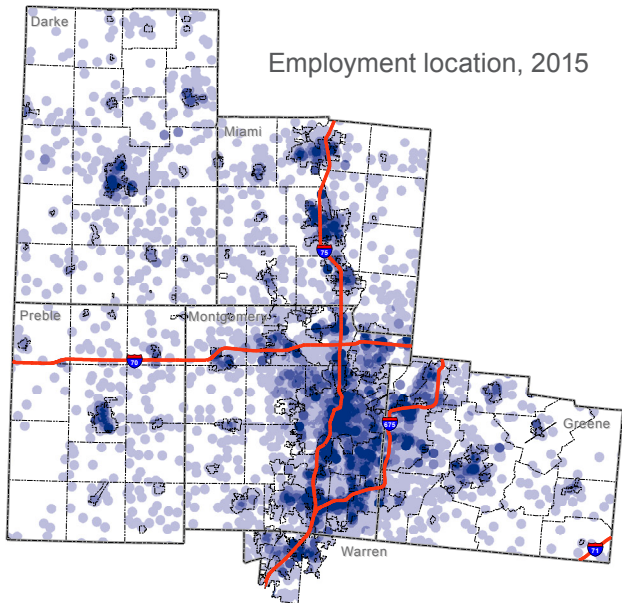 Darke
Employment location, 2015
Miami
75
Preble
Montgomery
70
Greene
675
Warren
71